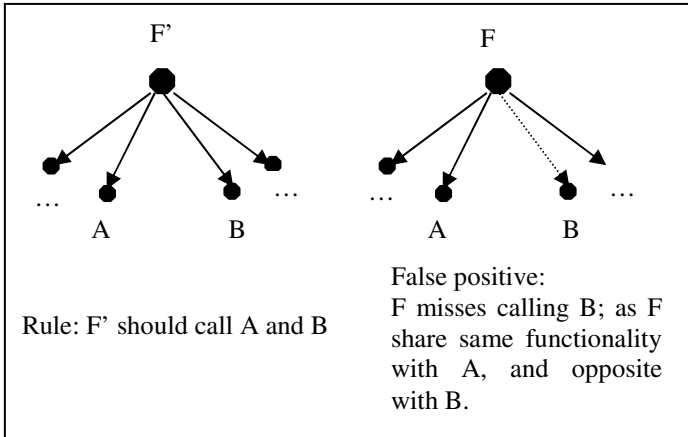 F’
F
…
…
…
…
A
B
A
B
Rule: F’ should call A and B
False positive:
F misses calling B; as F
share same functionality
with A, and opposite
with B.